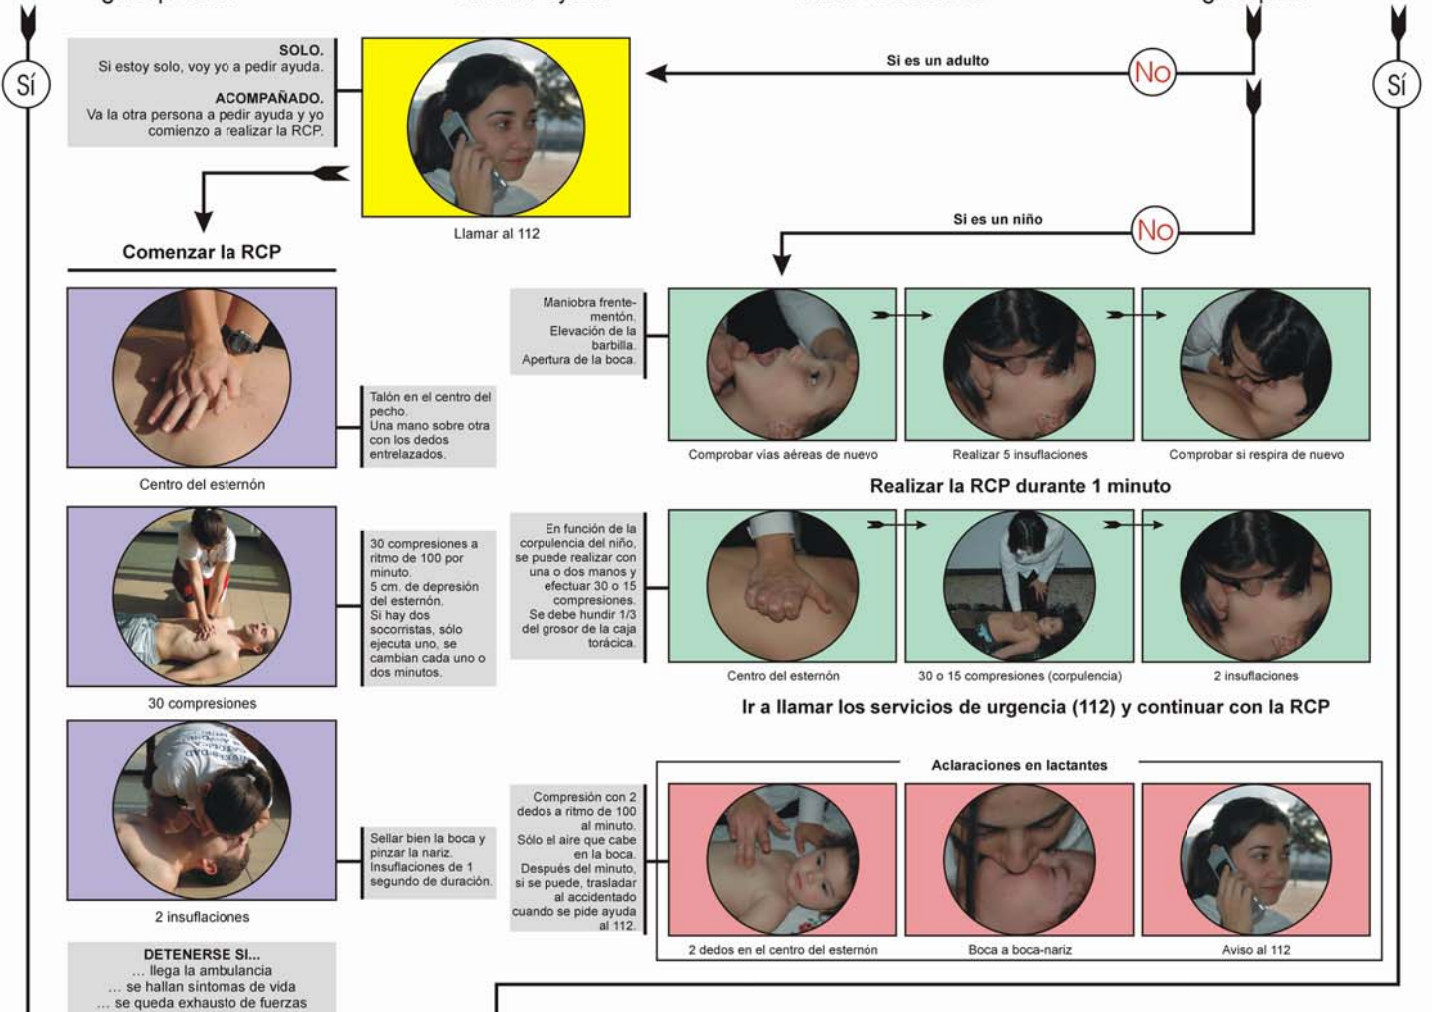 Sí
SOLO.
Si estoy solo, voy yo a pedir ayuda.
ACOMPAÑADO.
Va la otra persona a pedir ayuda y yo
comienzo a realizar la RCP.
Llamar al 112
Si es un adulto
No
Sí
Si es un niño
No
Comenzar la RCP
Centro del esternón
Talón en el centro del
pecho.
Una mano sobre otra
con los dedos
entrelazados.
30 compresiones
30 compresiones a
ritmo de 100 por
minuto.
5 cm. de depresión
del esternón.
Si hay dos
socorristas, sólo
ejecuta uno, se
cambian cada uno o
dos minutos.
2 insuflaciones
Sellar bien la boca y
pinzar la nariz.
Insuflaciones de 1
segundo de duración.
DETENERSE SI...
... llega la ambulancia
... se hallan síntomas de vida
... se queda exhausto de fuerzas
Maniobra frente-
mentón.
Elevación de la
barbilla.
Apertura de la boca.
Comprobar vías aéreas de nuevo
Realizar 5 insuflaciones
Comprobar si respira de nuevo
Realizar la RCP durante 1 minuto
En función de la
corpulencia del niño,
se puede realizar con
una o dos manos y
efectuar 30 o 15
compresiones.
Se debe hundir 1/3
del grosor de la caja
torácica.
Centro del esternón
30 o 15 compresiones (corpulencia)
2 insuflaciones
Ir a llamar los servicios de urgencia (112) y continuar con la RCP
Aclaraciones en lactantes
Compresión con 2
dedos a ritmo de 100
al minuto.
Sólo el aire que cabe
en la boca.
Después del minuto,
si se puede, trasladar
al accidentado
cuando se pide ayuda
al 112.
2 dedos en el centro del esternón
Boca a boca-nariz
Aviso al 112